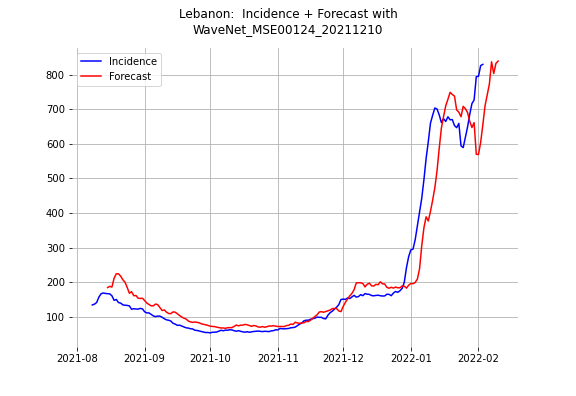 Lebanon:  Incidence + Forecast with
WaveNet_MSE00124_20211210
Incidence
Forecast
800
700
600
500
400
300
200
100
2021-08 2021-09 2021-10 2021-11 2021-12 2022-01 2022-02